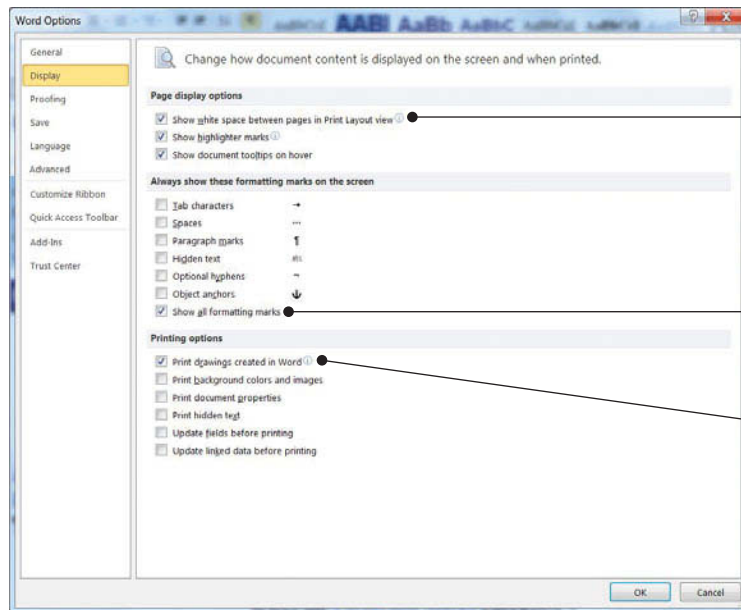 Word Options
AABI AaBb AaBbC
General
Display
Proofing
Save
Language
Advanced
Customize Ribbon
Quick Access Toolbar
Add-Ins
Trust Center
Change how document content is displayed on the screen and when printed.
Page display options
Show white space between pages in Print Layout view
Show highlighter marks
Show document tooltips on hover
Always show these formatting marks on the screen
Tab characters →
Spaces ···
Paragraph marks ¶
Hidden text
Optional hyphens ¬
Object anchors
Show all formatting marks
Printing options
Print drawings created in Word
Print background colors and images
Print document properties
Print hidden text
Update fields before printing
Update linked data before printing
OK Cancel